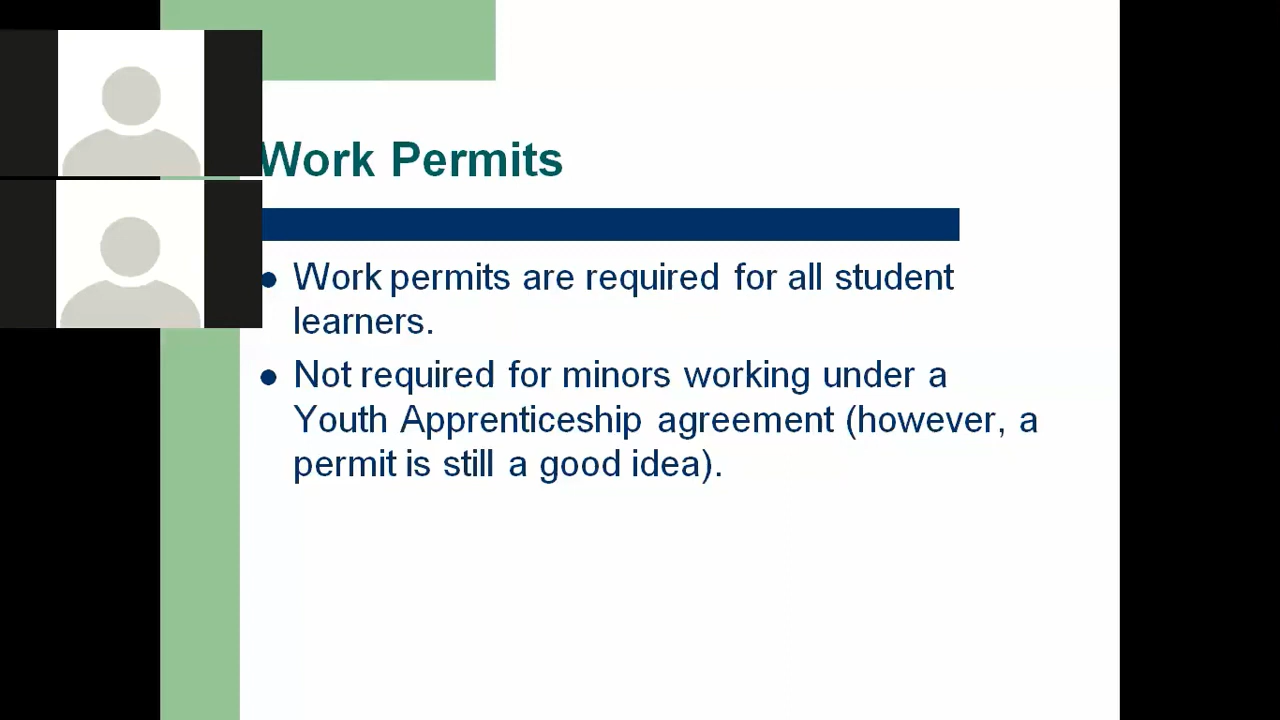 Work Permits
Work permits are required for all student
learners.
Not required for minors working under a
Youth Apprenticeship agreement (however, a
permit is still a good idea).